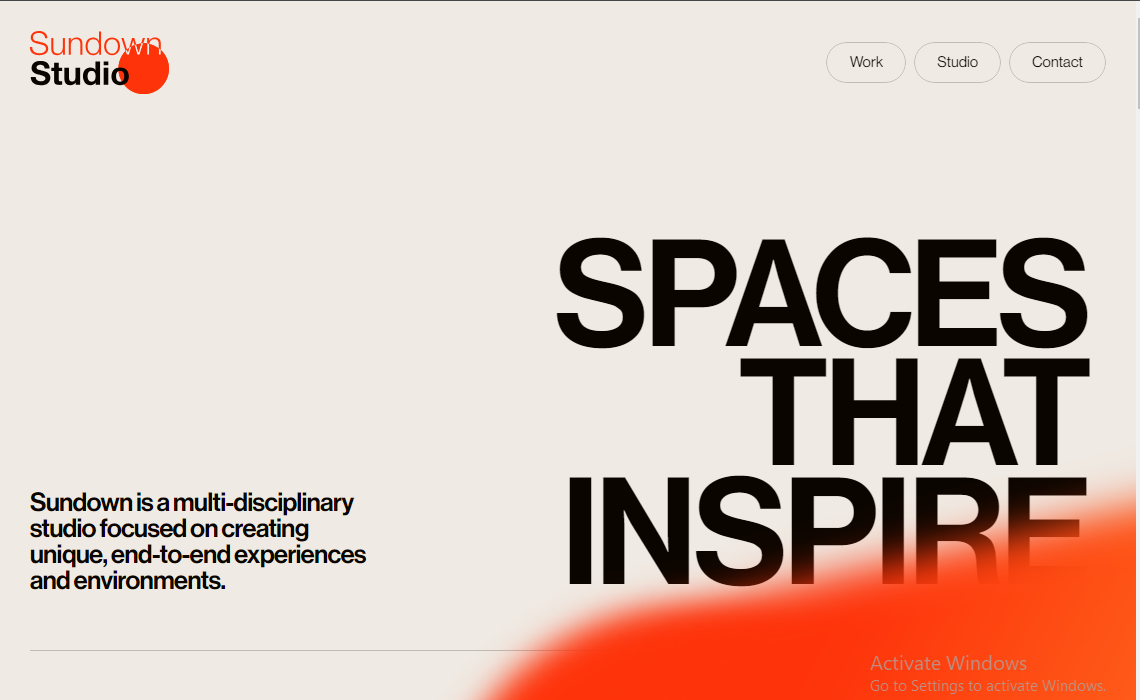 Sundown
Studio
Work
Studio
Contact
SPACES
THAT
INSPIRE
Sundown is a multi-disciplinary
studio focused on creating
unique, end-to-end experiences
and environments.
Activate Windows
Go to Settings to activate Windows.